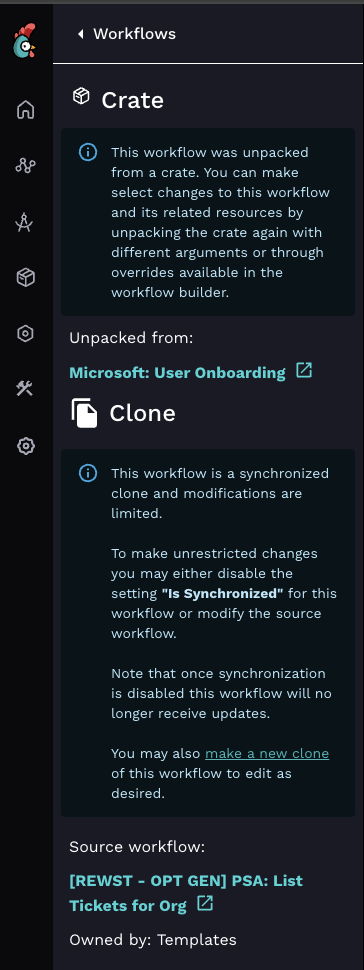 Workflows
Crate
This workflow was unpacked
from a crate. You can make
select changes to this workflow
and its related resources by
unpacking the crate again with
different arguments or through
overrides available in the
workflow builder.
Unpacked from:
Microsoft: User Onboarding
Clone
This workflow is a synchronized
clone and modifications are
limited.
To make unrestricted changes
you may either disable the
setting "Is Synchronized" for this
workflow or modify the source
workflow.
Note that once synchronization
is disabled this workflow will no
longer receive updates.
You may also make a new clone
of this workflow to edit as
desired.
Source workflow:
[REWST - OPT GEN] PSA: List
Tickets for Org
Owned by: Templates